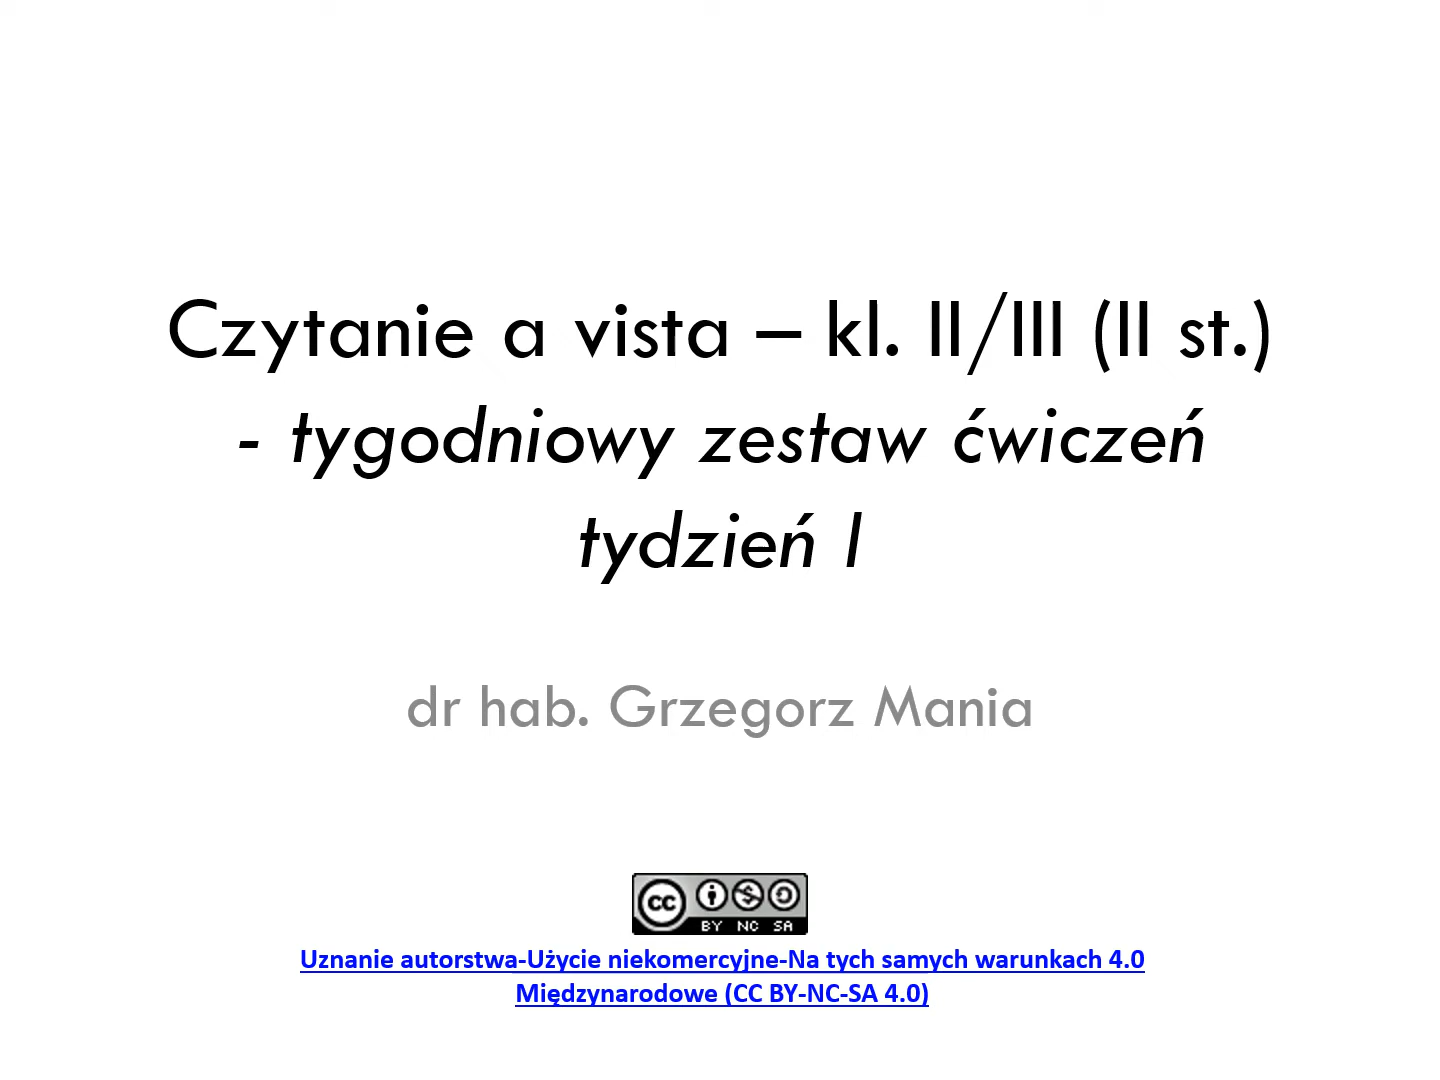 Czytanie a vista – kl. II/III (II st.)
- tygodniowy zestaw ćwiczeń
tydzień I
dr hab. Grzegorz Mania
cc
BY NC SA
Uznanie autorstwa-Użycie niekomercyjne-Na tych samych warunkach 4.0
Międzynarodowe (CC BY-NC-SA 4.0)